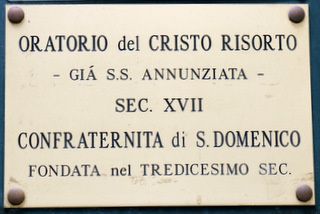 ORATORIO del CRISTO RISORTO
- GIÁ S.S. ANNUNZIATA -
SEC. XVII
CONFRATERNITA di S. DOMENICO
FONDATA nel TREDICESIMO SEC.